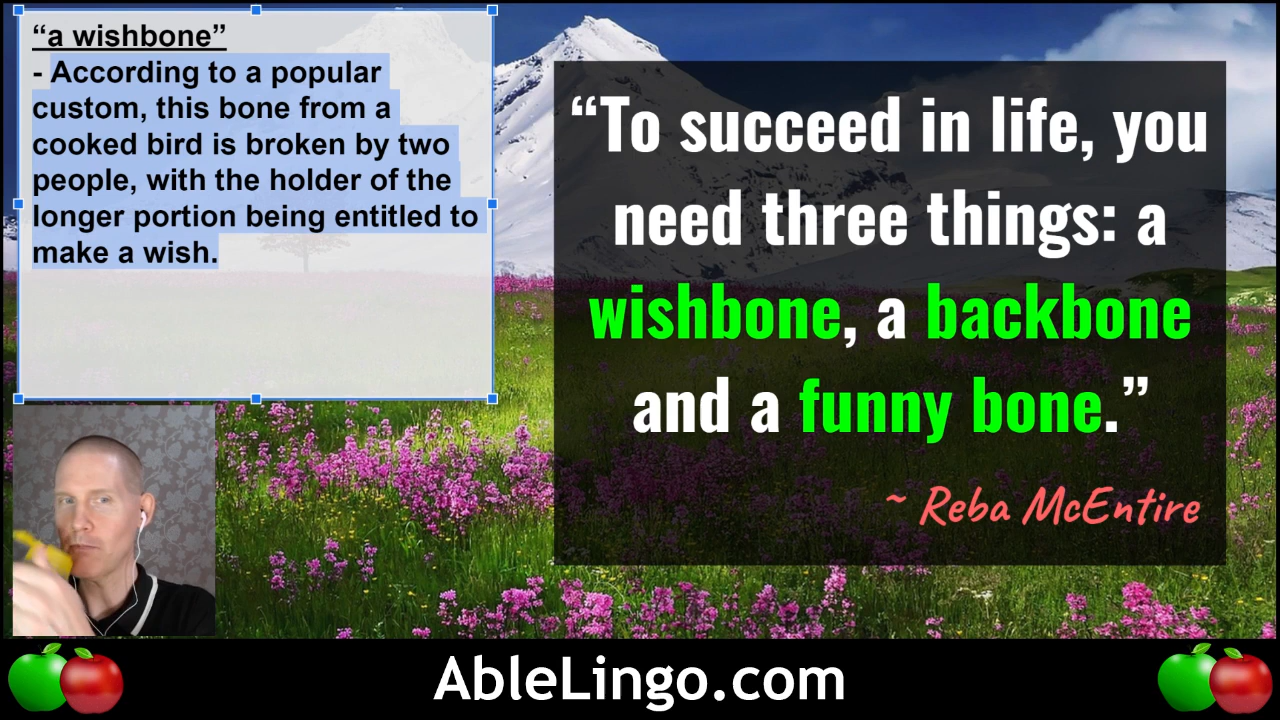 “a wishbone”
- According to a popular
custom, this bone from a
cooked bird is broken by two
people, with the holder of the
longer portion being entitled to
make a wish.
“To succeed in life, you
need three things: a
wishbone, a backbone
and a funny bone.”
~ Reba McEntire
AbleLingo.com